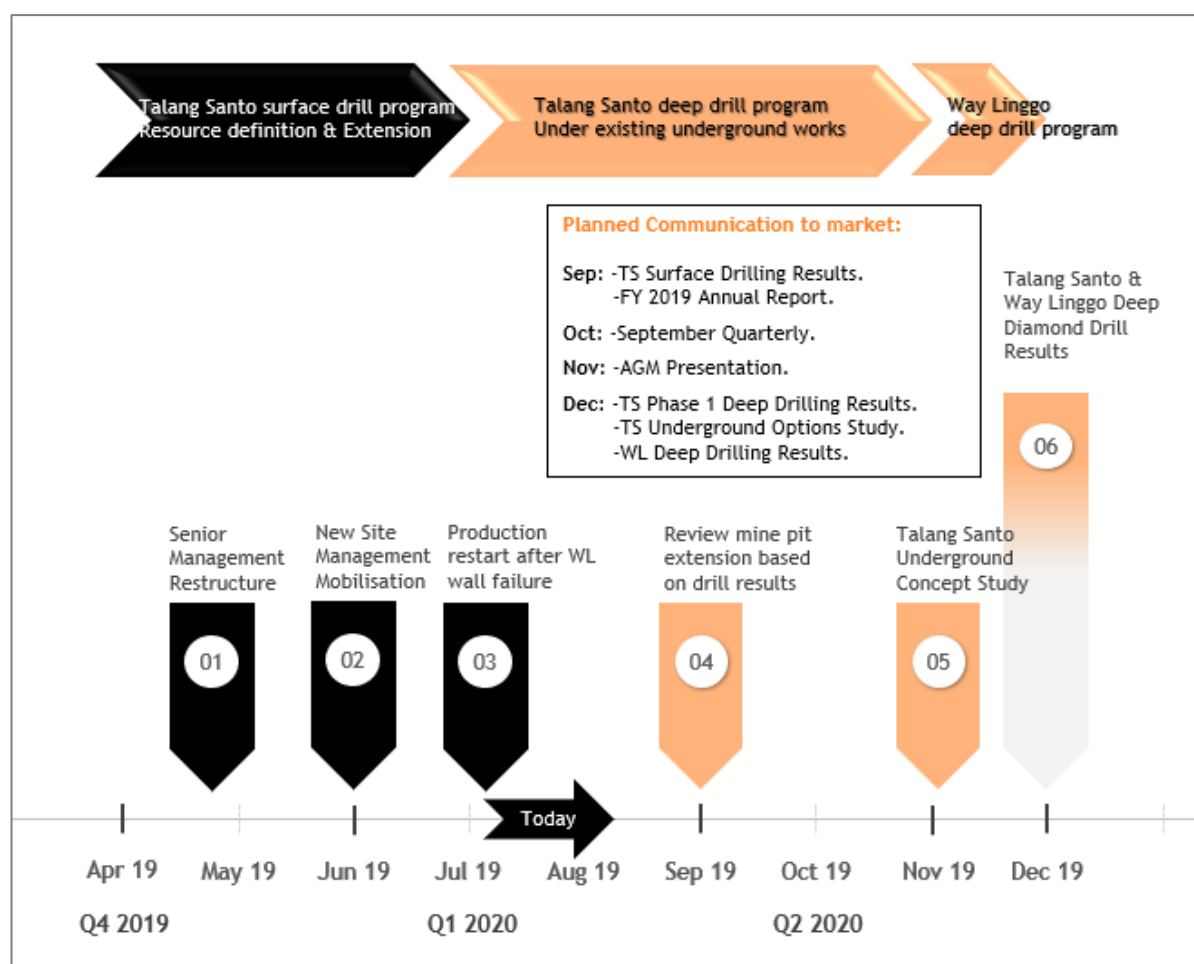 Talang Santo surface drill program
Resource definition & Extension
Talang Santo deep drill program
Under existing underground works
Way Linggo
deep drill program
Planned Communication to market:
Sep: -TS Surface Drilling Results.
-FY 2019 Annual Report.
Oct: -September Quarterly.
Nov: -AGM Presentation.
Dec: -TS Phase 1 Deep Drilling Results.
-TS Underground Options Study.
-WL Deep Drilling Results.
Talang Santo &
Way Linggo Deep
Diamond Drill
Results
06
Senior
Management
Restructure
01
New Site
Management
Mobilisation
02
Production
restart after WL
wall failure
03
Review mine pit
extension based
on drill results
04
Talang Santo
Underground
Concept Study
05
Today
Apr 19 May 19 Jun 19 Jul 19 Aug 19 Sep 19 Oct 19 Nov 19 Dec 19
Q4 2019 Q1 2020 Q2 2020